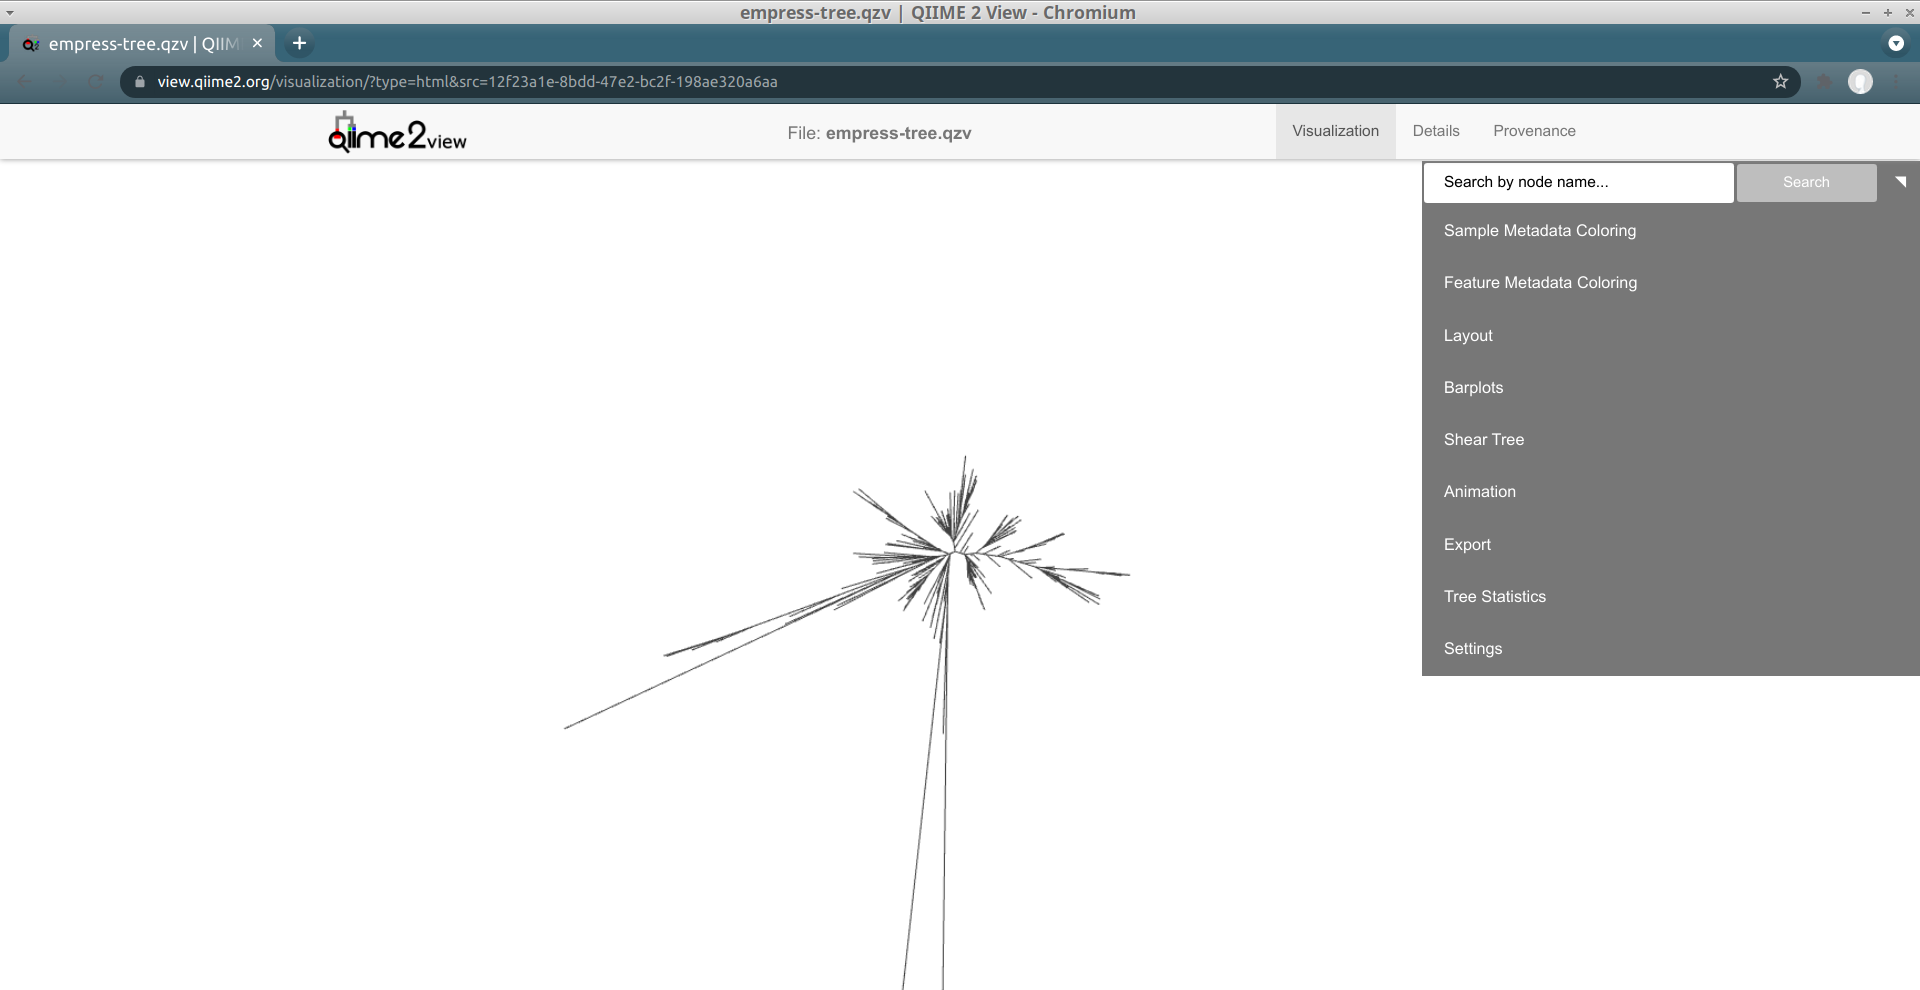 empress-tree.qzv | QIIME 2 View - Chromium
empress-tree.qzv | QIIM
view.qiime2.org/visualization/?type=html&src=12f23a1e-8bdd-47e2-bc2f-198ae320a6aa
qiime2view
File: empress-tree.qzv
Visualization
Details
Provenance
Search by node name...
Search
Sample Metadata Coloring
Feature Metadata Coloring
Layout
Barplots
Shear Tree
Animation
Export
Tree Statistics
Settings